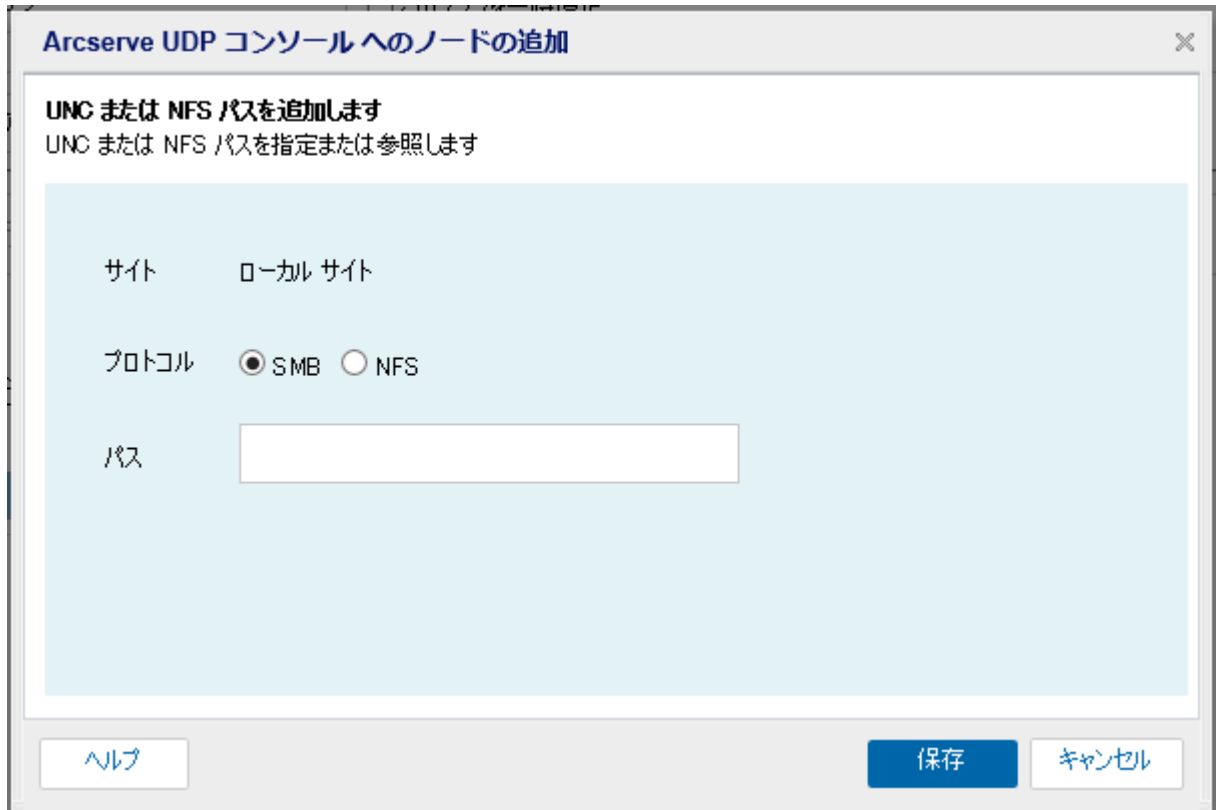 Arcserve UDP コンソール へのノードの追加
UNC または NFS パスを追加します
UNC または NFS パスを指定または参照します
サイト ローカル サイト
プロトコル SMB NFS
パス
ヘルプ 保存 キャンセル